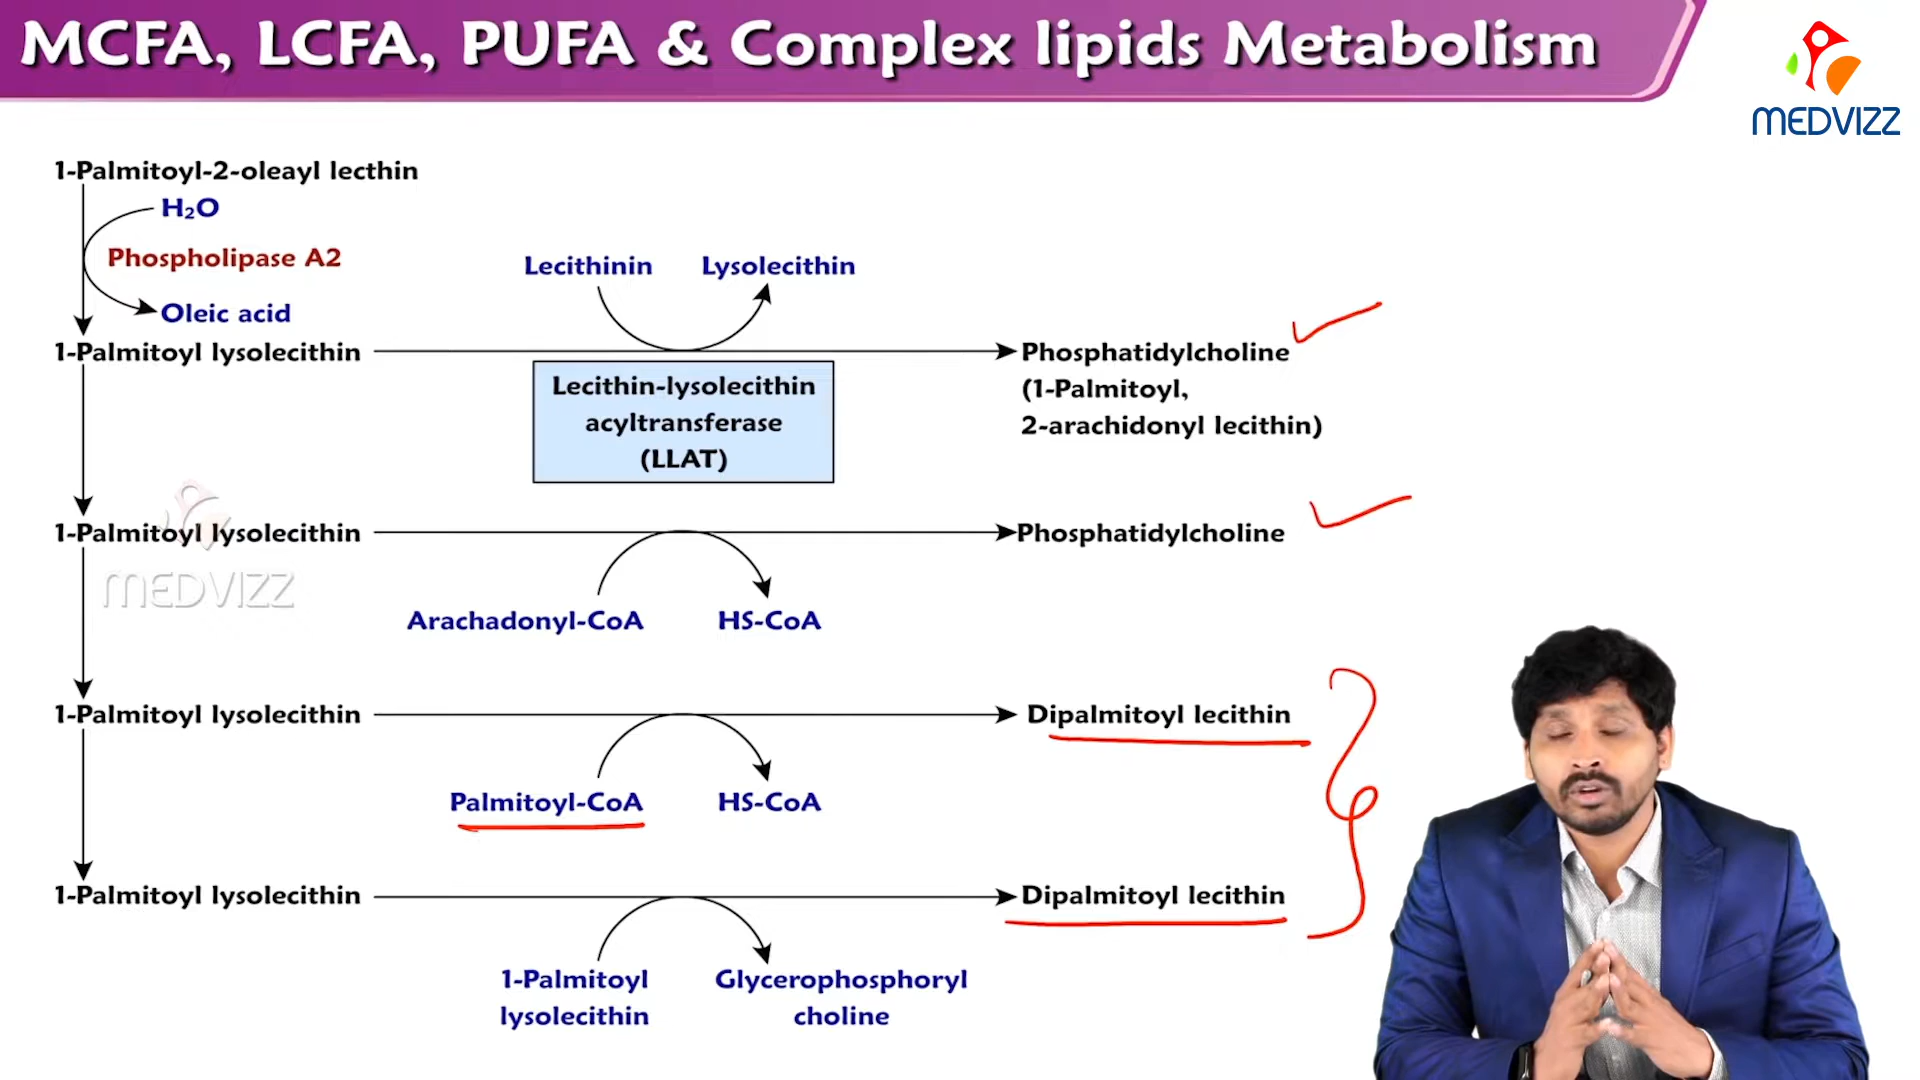 MCFA, LCFA, PUFA & Complex lipids Metabolism
MEDVIZZ
1-Palmitoyl-2-oleayl lecthin
H₂O
Phospholipase A2
Oleic acid
Lecithinin
Lysolecithin
1-Palmitoyl lysolecithin
Phosphatidylcholine
(1-Palmitoyl,
2-arachidonyl lecithin)
Lecithin-lysolecithin
acyltransferase
(LLAT)
1-Palmitoyl lysolecithin
Phosphatidylcholine
MEDVIZZ
Arachadonyl-CoA
HS-CoA
1-Palmitoyl lysolecithin
Dipalmitoyl lecithin
Palmitoyl-CoA
HS-CoA
1-Palmitoyl lysolecithin
Dipalmitoyl lecithin
1-Palmitoyl
lysolecithin
Glycerophosphoryl
choline